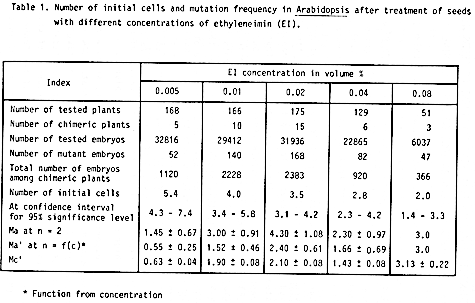 Table 1. Number of initial cells and mutation frequency in Arabidopsis after treatment of seeds
with different concentrations of ethyleneimin (EI).
Index
EI concentration in volume %
0.005 0.01 0.02 0.04 0.08
Number of tested plants 168 166 175 129 51
Number of chimeric plants 5 10 15 6 3
Number of tested embryos 32816 29412 31936 22865 6037
Number of mutant embryos 52 140 168 82 47
Total number of embryos
among chimeric plants 1120 2228 2383 920 366
Number of initial cells 5.4 4.0 3.5 2.8 2.0
At confidence interval
for 95% significance level 4.3 - 7.4 3.4 - 5.8 3.1 - 4.2 2.3 - 4.2 1.4 - 3.3
Ma at n = 2 1.45 ± 0.67 3.00 ± 0.91 4.30 ± 1.08 2.30 ± 0.97 3.0
Ma' at n = f(c)* 0.55 ± 0.25 1.52 ± 0.46 2.40 ± 0.61 1.66 ± 0.69 3.0
Mc' 0.63 ± 0.04 1.90 ± 0.08 2.10 ± 0.08 1.43 ± 0.08 3.13 ± 0.22
* Function from concentration